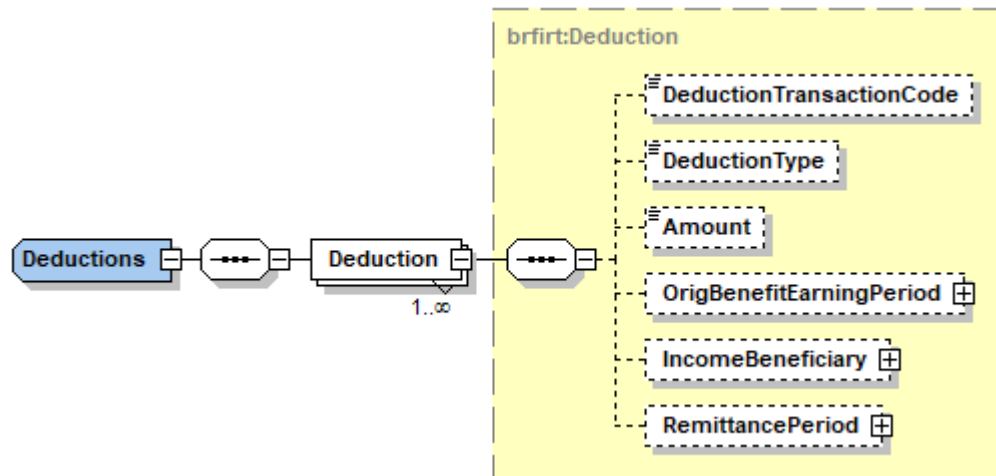 brfirt:Deduction
DeductionTransactionCode
DeductionType
Amount
Deductions
Deduction
1..∞
OrigBenefitEarningPeriod
IncomeBeneficiary
RemittancePeriod